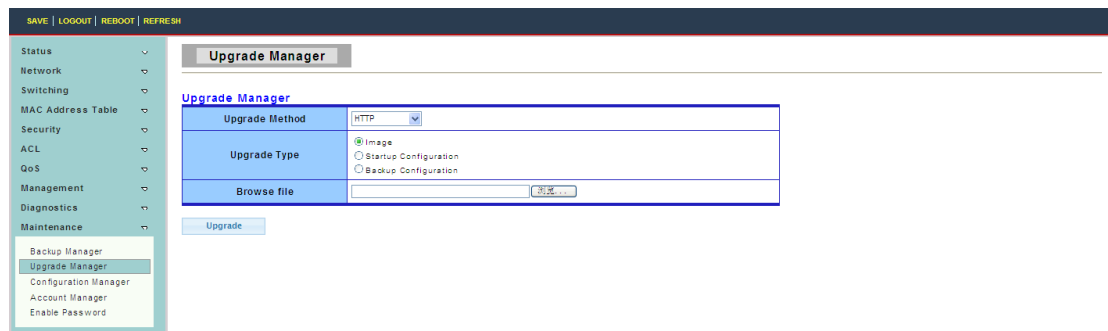 SAVE | LOGOUT | REBOOT | REFRESH
Status
Network
Switching
MAC Address Table
Security
ACL
QoS
Management
Diagnostics
Maintenance
Backup Manager
Upgrade Manager
Configuration Manager
Account Manager
Enable Password
Upgrade Manager
Upgrade Manager
Upgrade Method
HTTP
Upgrade Type
Image
Startup Configuration
Backup Configuration
Browse file
浏览...
Upgrade